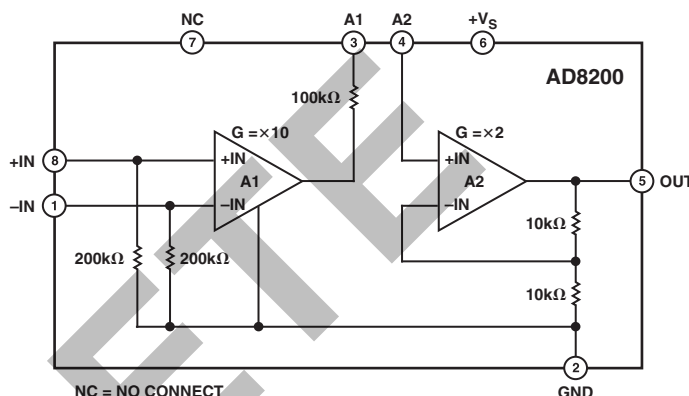 NC A1 A2 +VS
7 3 4 6
AD8200
100kΩ
G = ×10 G = ×2
+IN 8 +IN +IN
A1 A2 5 OUT
–IN 1 –IN –IN
10kΩ
200kΩ 200kΩ
10kΩ
2
NC = NO CONNECT GND
ETE